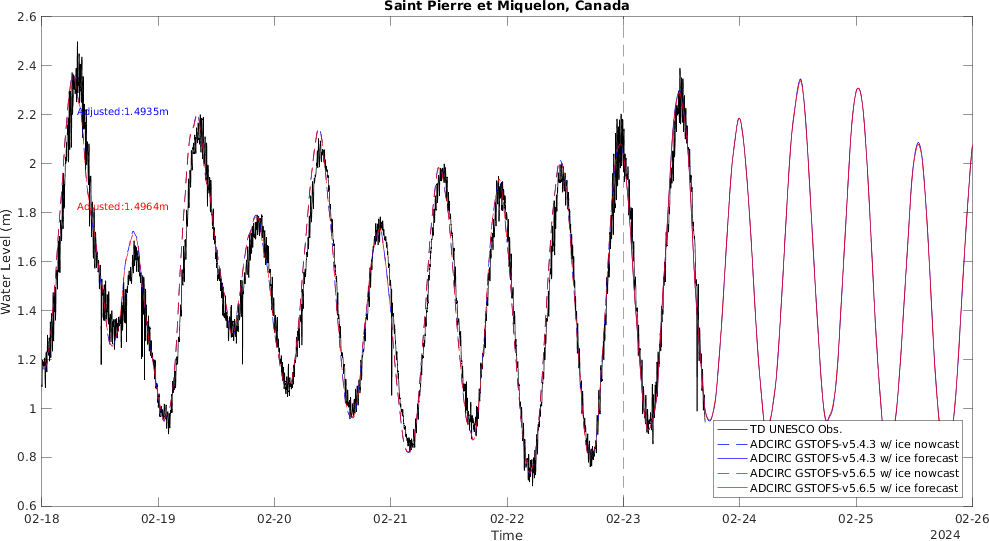 Saint Pierre et Miquelon, Canada
2.6
2.4
2.2
2
1.8
1.6
1.4
1.2
1
0.8
0.6
Water Level (m)
Adjusted:1.4935m
Adjusted:1.4964m
TD UNESCO Obs.
ADCIRC GSTOFS-v5.4.3 w/ ice nowcast
ADCIRC GSTOFS-v5.4.3 w/ ice forecast
ADCIRC GSTOFS-v5.6.5 w/ ice nowcast
ADCIRC GSTOFS-v5.6.5 w/ ice forecast
02-18 02-19 02-20 02-21 02-22 02-23 02-24 02-25 02-26
Time
2024